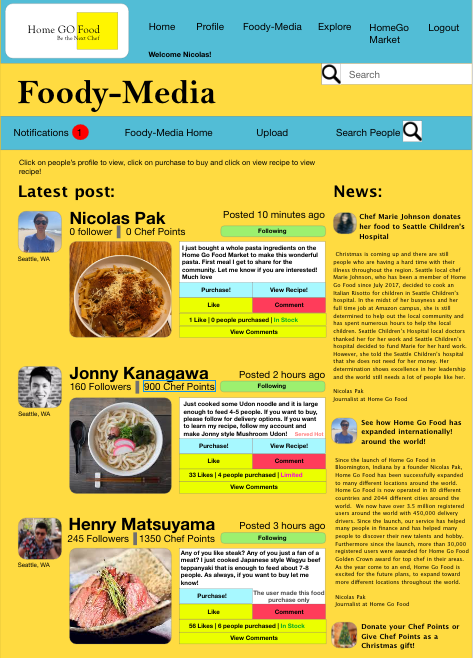 Home GO Food
Be the Next Chef
Home Profile Foody-Media Explore HomeGo Market Logout
Welcome Nicolas!
Search
Foody-Media
Notifications 1 Foody-Media Home Upload Search People
Click on people's profile to view, click on purchase to buy and click on view recipe to view
recipe!
Latest post:
Nicolas Pak
Posted 10 minutes ago
0 follower || 0 Chef Points
Following
Seattle, WA
I just bought a whole pasta ingredients on the
Home Go Food Market to make this wonderful
pasta. First meal I get to share for the
community. Let me know if you are interested!
Much love
Purchase! View Recipe!
Like Comment
1 Like | 0 people purchased | In Stock
View Comments
Jonny Kanagawa
Posted 2 hours ago
160 Followers || 900 Chef Points
Following
Seattle, WA
Just cooked some Udon noodle and it is large
enough to feed 4-5 people. If you want to buy,
please follow for delivery options. If you want
to learn my recipe, follow my account and
make Jonny style Mushroom Udon! Served Hot
Purchase! View Recipe!
Like Comment
33 Likes | 4 people purchased | Limited
View Comments
Henry Matsuyama
Posted 3 hours ago
245 Followers || 1350 Chef Points
Following
Seattle, WA
Any of you like steak? Any of you just a fan of a
meat? I just cooked Japanese style Wagyu beef
teppanyaki that is enough to feed about 7-8
people. As always, if you want to buy let me
know!
Purchase! The user made this food
purchase only
Like Comment
56 Likes | 6 people purchased | In Stock
View Comments
News:
Chef Marie Johnson donates
her food to Seattle Children's
Hospital
Christmas is coming up and there are still
people who are having a hard time with their
illness throughout the region. Seattle local chef
Marie Johnson, who has been a member of Home
Go Food since July 2017, decided to cook an
Italian Risotto for children in Seattle Children's
hospital. In the midst of her busyness and her
full time job at Amazon campus, she is still
determined to help out the local community and
has spent numerous hours to help the local
children. Seattle Children's Hospital local doctors
thanked her for her work and Seattle Children's
hospital decided to fund Marie for her hard work.
However, she told the Seattle Children's hospital
that she does not need for her money. Her
determination shows excellence in her leadership
and the world still needs a lot of people like her.
Nicolas Pak
Journalist at Home Go Food
See how Home Go Food has
expanded internationally!
around the world!
Since the launch of Home Go Food in
Bloomington, Indiana by a founder Nicolas Pak,
Home Go Food has been successfully expanded
to many different locations around the world.
Home Go Food is now operated in 80 different
countries and 2044 different cities around the
world. We now have over 3.5 million registered
users around the world with 450,000 delivery
drivers. Since the launch, our service has helped
many people in finance and has helped many
people to discover their new talents and hobby.
Furthermore since the launch, more than 30,000
registered users were awarded for Home Go Food
Golden Crown award for top chef in their areas.
As the year come to an end, Home Go Food is
excited for the future plans, to expand toward
more different locations throughout the world.
Nicolas Pak
Journalist at Home Go Food
Donate your Chef Points or
Give Chef Points as a
Christmas gift!